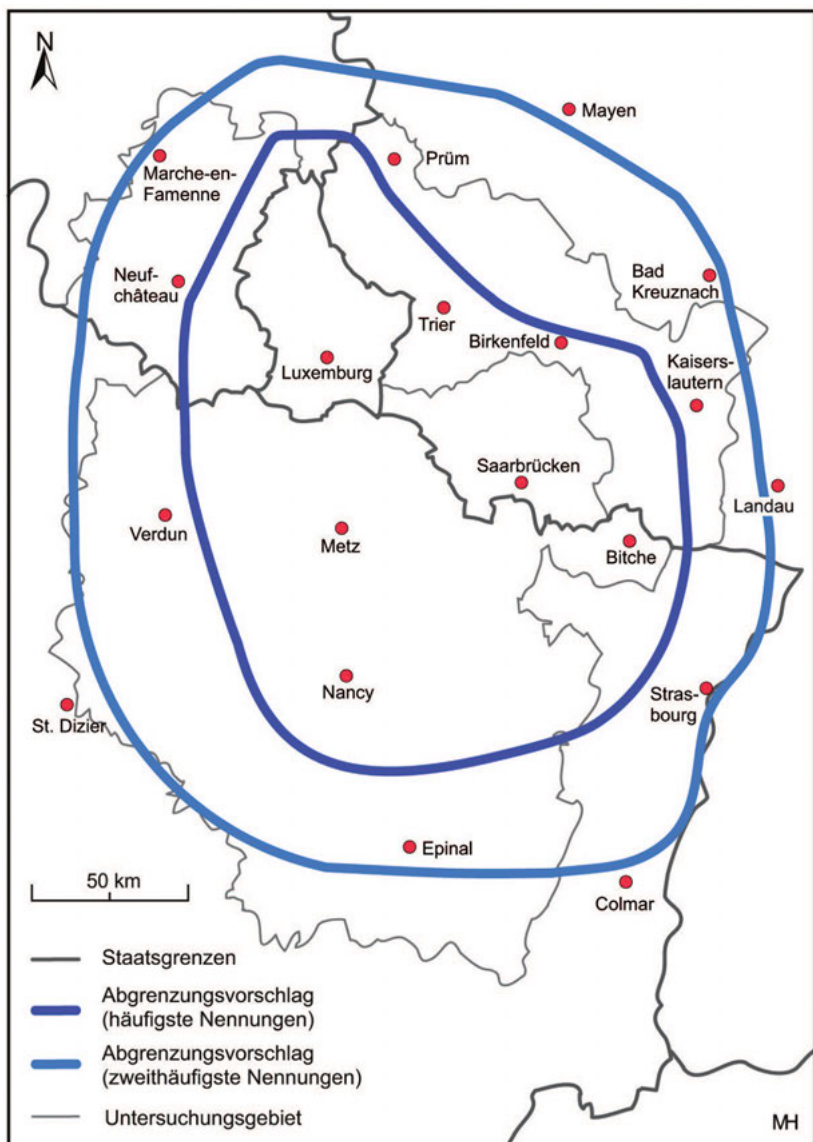 N
Mayen
Prüm
Marche-en-
Famenne
Neuf-
château
Bad
Kreuznach
Trier
Birkenfeld
Luxemburg
Kaisers-
lautern
Saarbrücken
Landau
Verdun
Metz
Bitche
Nancy
Stras-
bourg
St. Dizier
Epinal
50 km
Colmar
Staatsgrenzen
Abgrenzungsvorschlag
(häufigste Nennungen)
Abgrenzungsvorschlag
(zweithäufigste Nennungen)
Untersuchungsgebiet
MH